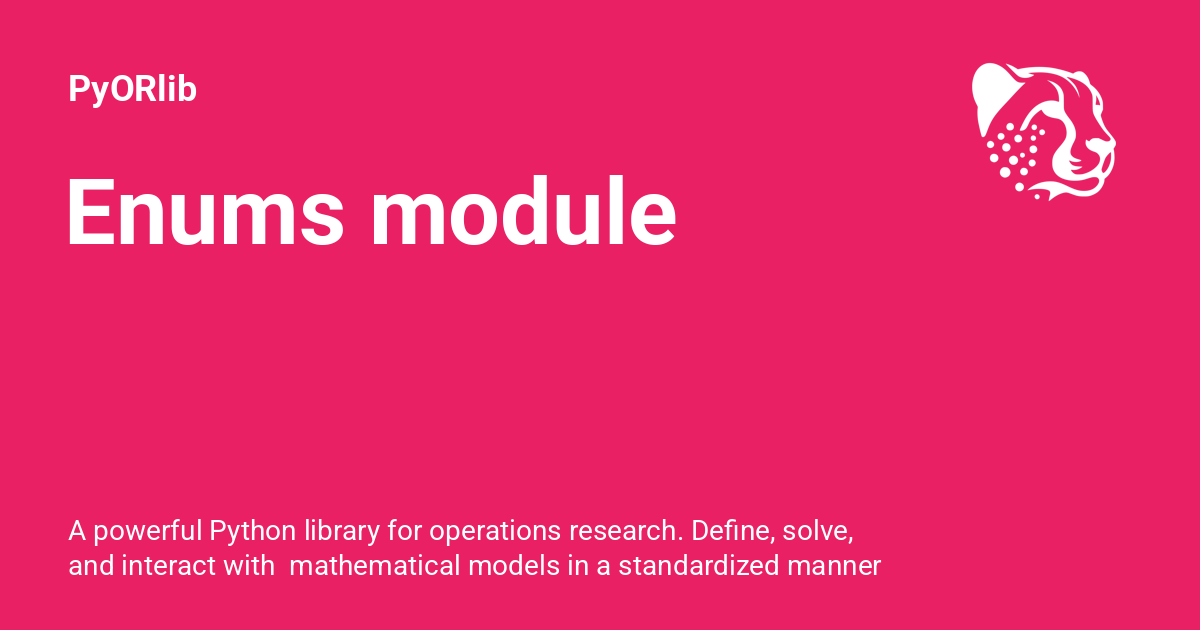 PyORlib
Enums module
A powerful Python library for operations research. Define, solve,
and interact with  mathematical models in a standardized manner